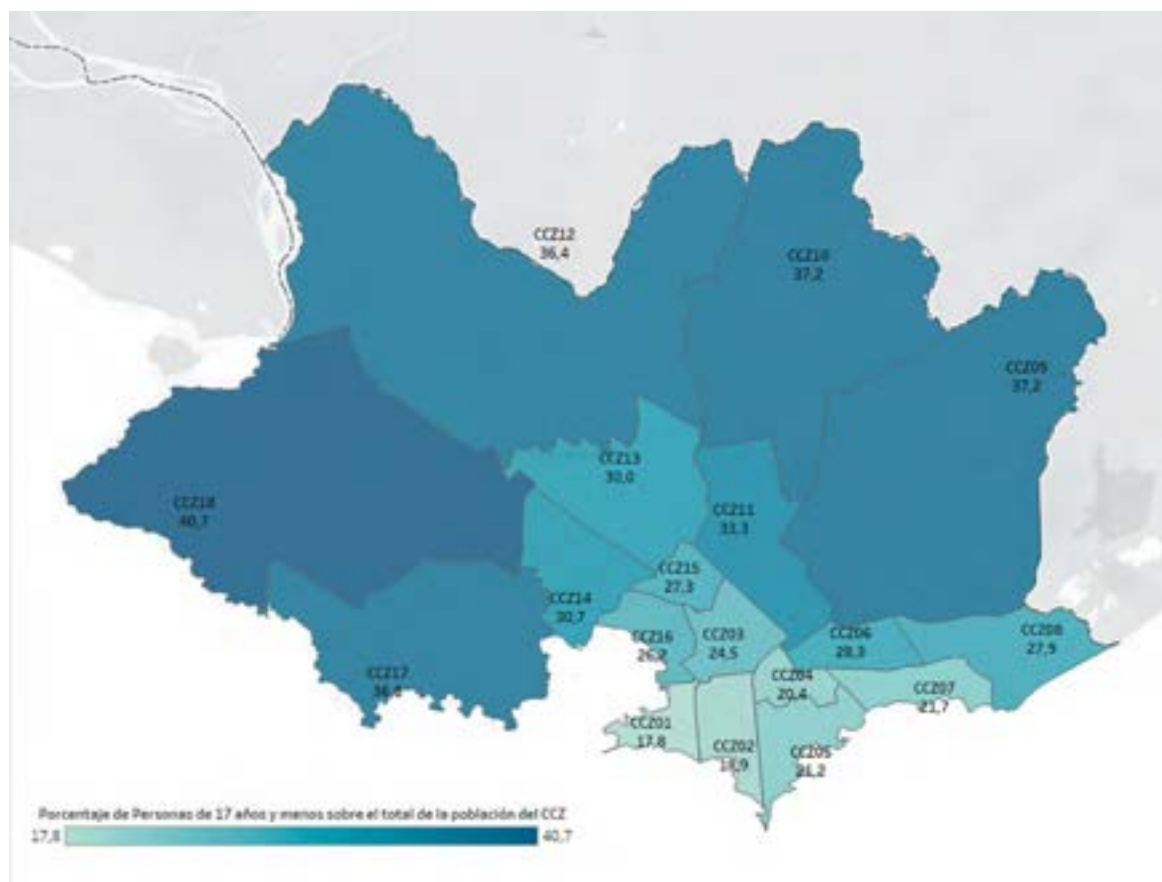 CCZ12
36,4
CCZ10
37,2
CCZ09
37,2
CCZ13
30,0
CCZ18
40,7
CCZ11
33,3
CCZ15
27,3
CCZ14
30,7
CCZ16
26,2
CCZ03
24,5
CCZ06
28,3
CCZ08
27,9
CCZ17
CCZ04
20,4
CCZ07
21,7
CCZ01
17,8
CCZ02
18,9
CCZ05
21,2
Porcentaje de Personas de 17 años y menos sobre el total de la población del CCZ
17,8
40,7